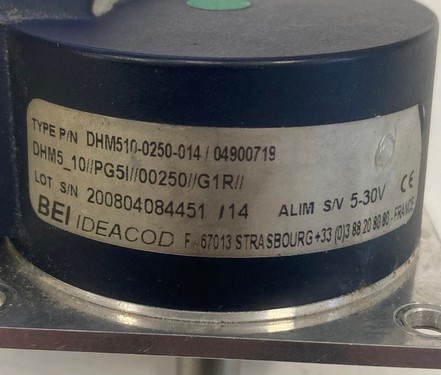 TYPE P/N DHM510-0250-014 / 04900719
DHM5_10//PG5I//00250//G1R//
LOT S/N 200804084451 /14 ALIM S/V 5-30V CE
BEI IDEACOD F - 67013 STRASBOURG +33 (0)3 88 20 80 80 - FRANCE